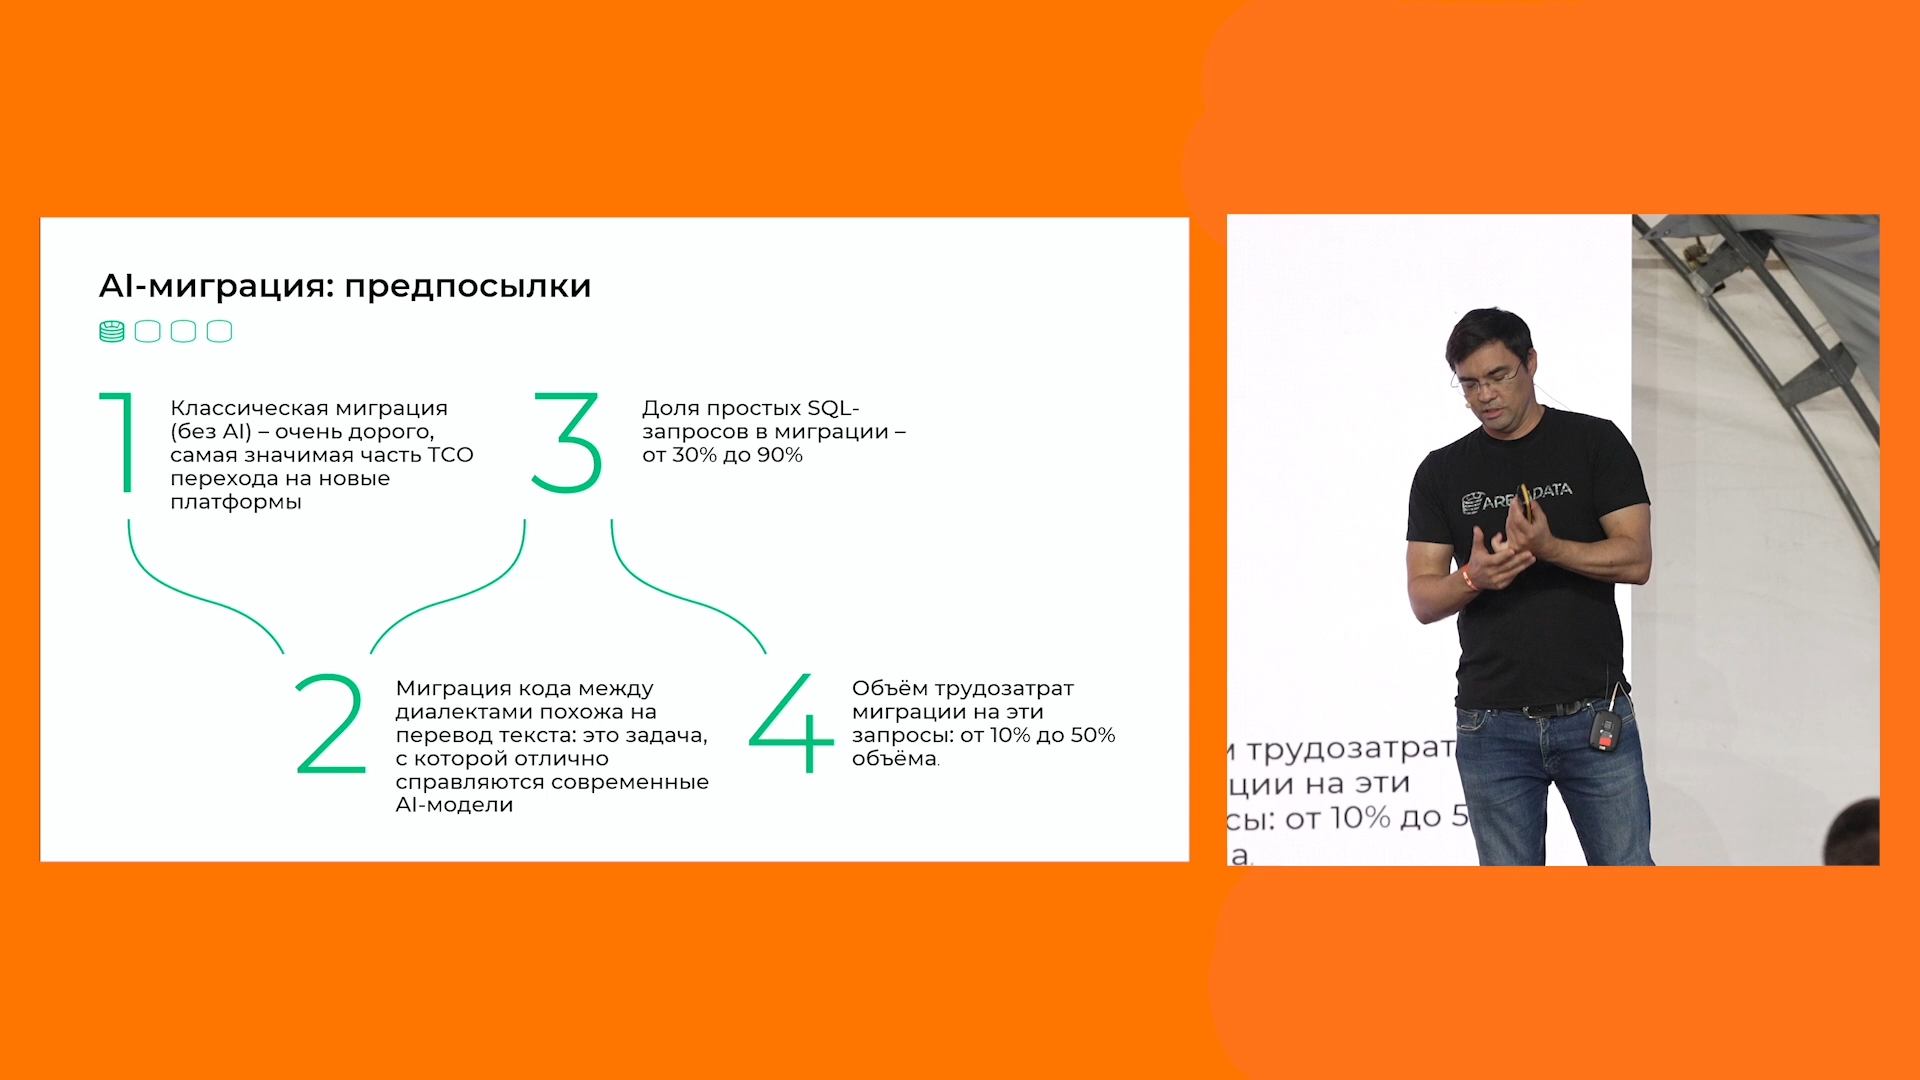 AI-миграция: предпосылки
1
Классическая миграция
(без AI) – очень дорого,
самая значимая часть TCO
перехода на новые
платформы
2
Миграция кода между
диалектами похожа на
перевод текста: это задача,
с которой отлично
справляются современные
AI-модели
3
Доля простых SQL-
запросов в миграции –
от 30% до 90%
4
Объём трудозатрат
миграции на эти
запросы: от 10% до 50%
объёма.
трудозатрат
ции на эти
сы: от 10% до 5
а.